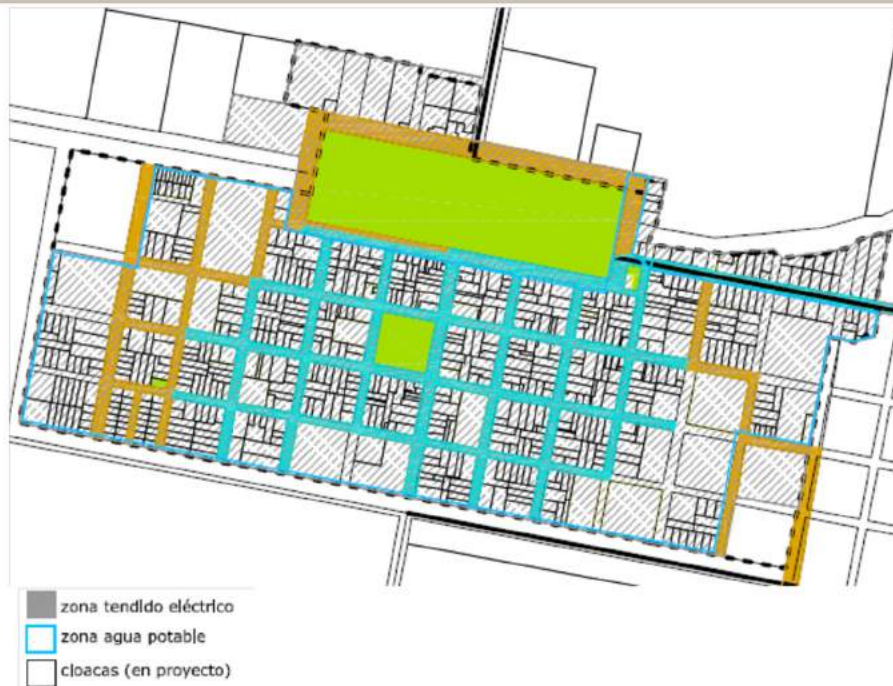 zona tendido eléctrico
zona agua potable
cloacas (en proyecto)